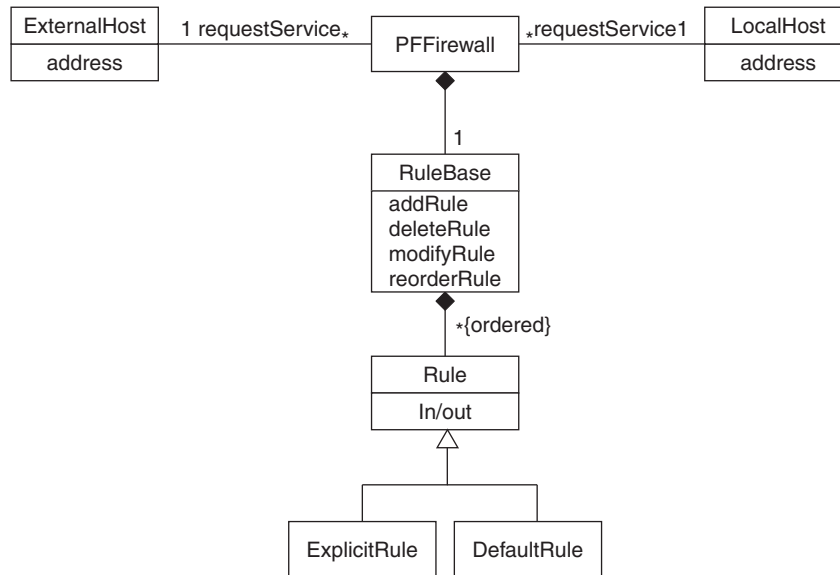 ExternalHost
address
1 requestService*
PFFirewall
*requestService1
LocalHost
address
1
RuleBase
addRule
deleteRule
modifyRule
reorderRule
*{ordered}
Rule
In/out
ExplicitRule
DefaultRule